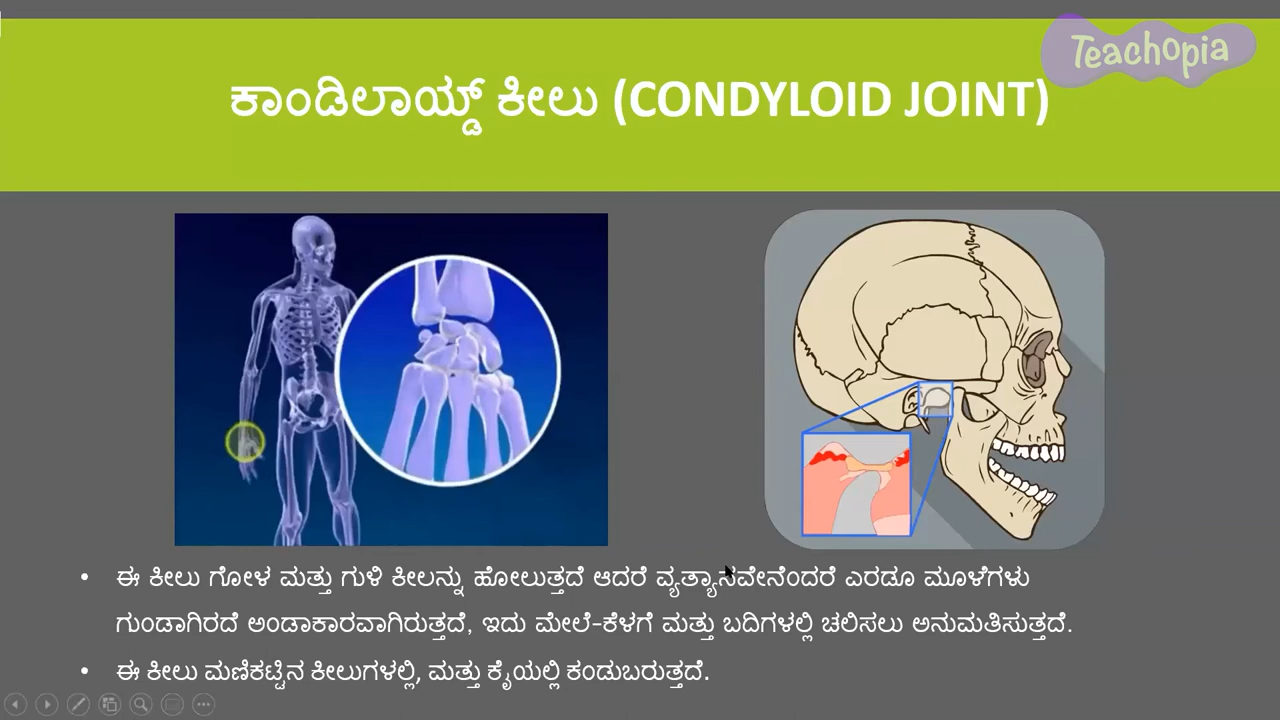 Teachopia
ಕಾಂಡಿಲಾಯ್ಡ್ ಕೀಲು (CONDYLOID JOINT)
• ಈ ಕೀಲು ಗೋಳ ಮತ್ತು ಗುಳಿ ಕೀಲನ್ನು ಹೋಲುತ್ತದೆ ಆದರೆ ವ್ಯತ್ಯಾಸವೇನೆಂದರೆ ಎರಡೂ ಮೂಳೆಗಳು
ಗುಂಡಾಗಿರದೆ ಅಂಡಾಕಾರವಾಗಿರುತ್ತದೆ, ಇದು ಮೇಲೆ-ಕೆಳಗೆ ಮತ್ತು ಬದಿಗಳಲ್ಲಿ ಚಲಿಸಲು ಅನುಮತಿಸುತ್ತದೆ.
• ಈ ಕೀಲು ಮಣಿಕಟ್ಟಿನ ಕೀಲುಗಳಲ್ಲಿ, ಮತ್ತು ಕೈಯಲ್ಲಿ ಕಂಡುಬರುತ್ತದೆ.